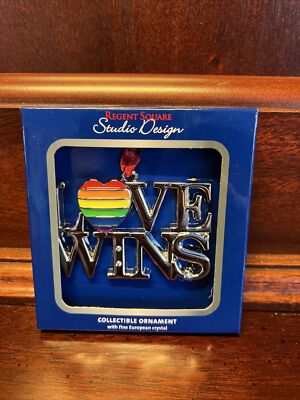 REGENT SQUARE
Studio Design
LOVE
WINS
COLLECTIBLE ORNAMENT
with fine European crystal